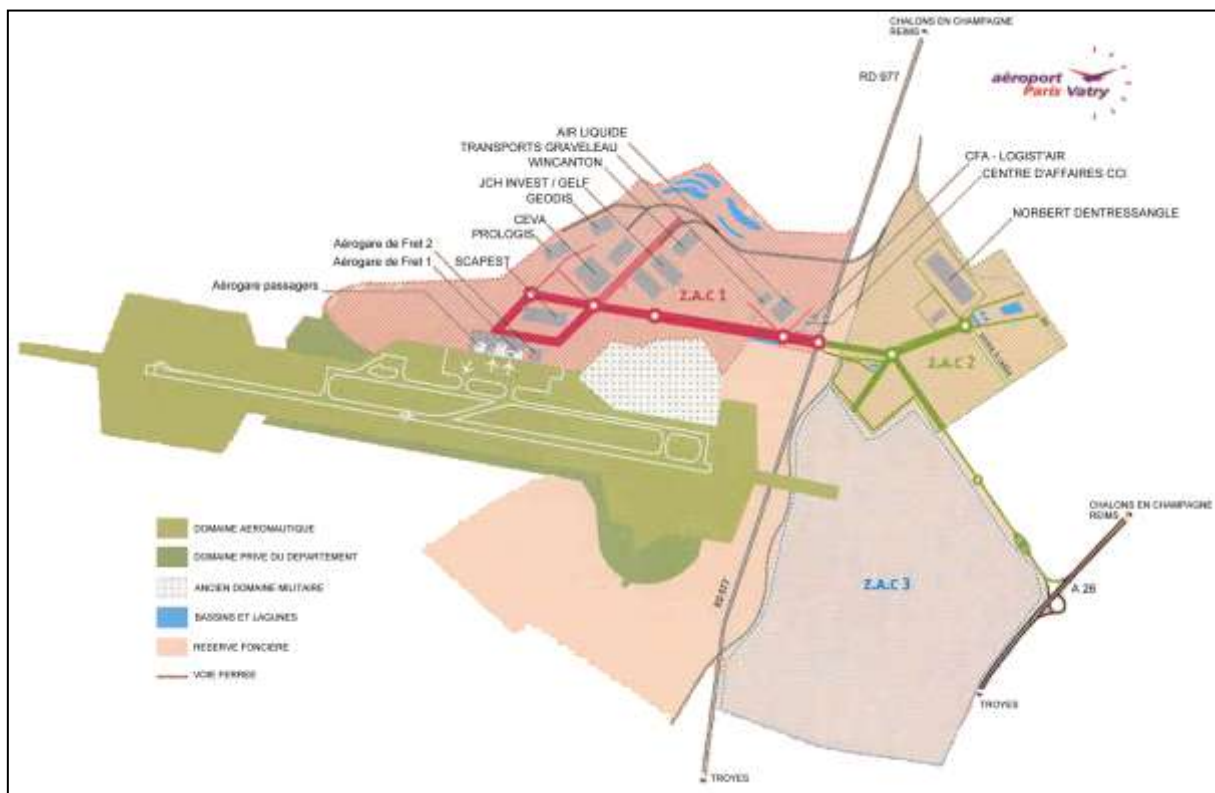 CHALONS EN CHAMPAGNE
REIMS
RD 977
aéroport
Paris Vatry
AIR LIQUIDE
TRANSPORTS GRAVELEAU
WINCANTON
JCH INVEST / GELF
GEODIS
CEVA
PROLOGIS
SCAPEST
Aérogare de Fret 2
Aérogare de Fret 1
Aérogare passagers
CFA - LOGIST'AIR
CENTRE D'AFFAIRES CCI
NORBERT DENTRESSANGLE
Z.A.C 1
Z.A.C 2
Z.A.C 3
RD 977
CHALONS EN CHAMPAGNE
REIMS
A 26
TROYES
TROYES
DOMAINE AERONAUTIQUE
DOMAINE PRIVE DU DEPARTEMENT
ANCIEN DOMAINE MILITAIRE
BASSINS ET LAGUNES
RESERVE FONCIÈRE
VOIE FERREE